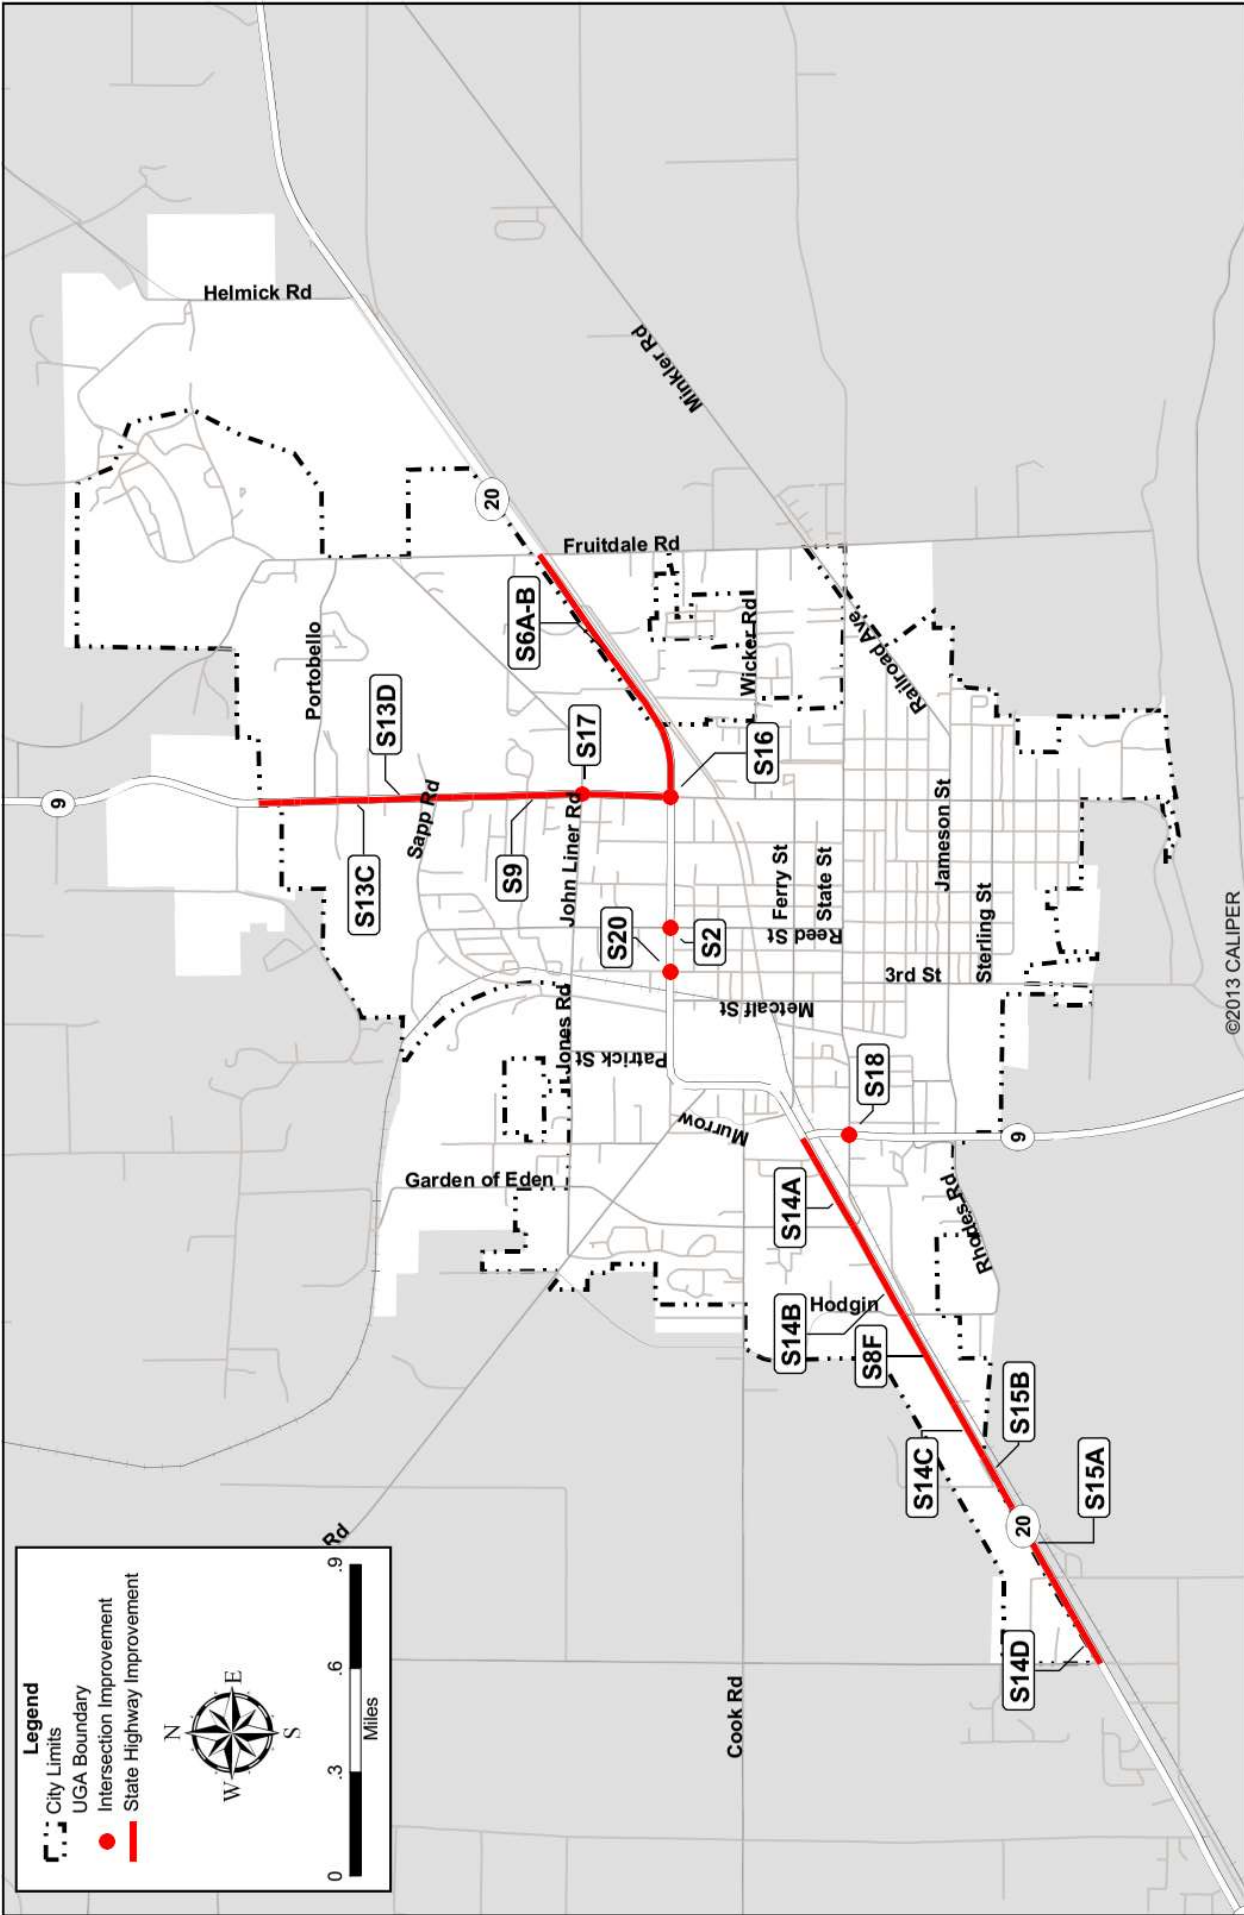 Legend
City Limits
UGA Boundary
Intersection Improvement
State Highway Improvement
N
W
E
S
0
.3
.6
.9
Miles
9
Helmick Rd
Minkler Rd
20
Fruitdale Rd
S6A-B
Portobello
S13D
S17
Wicker Rd
Railroad Ave.
S16
Sapp Rd
S13C
S9
John Liner Rd
Ferry St
State St
Jameson St
S20
S2
Reed St
3rd St
Sterling St
Metcalf St
Jones Rd
Patrick St
S18
Murrow
9
Garden of Eden
S14A
Rhodes Rd
S14B
Hodgin
S8F
S15B
S14C
S15A
20
Rd
S14D
Cook Rd
©2013 CALIPER